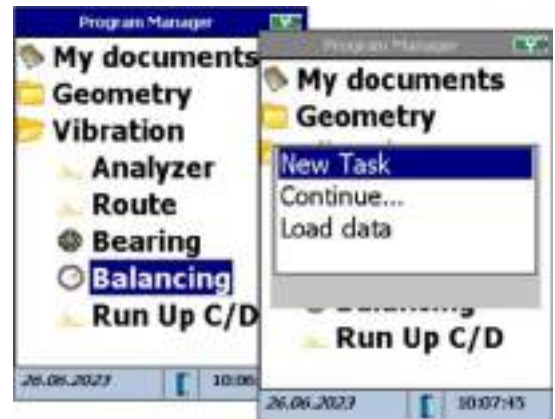 Program Manager
My documents
Geometry
Vibration
Analyzer
Route
Bearing
Balancing
Run Up C/D
26.06.2023
10:06
Program Manager
My documents
Geometry
New Task
Continue...
Load data
Balancing
Run Up C/D
26.06.2023
10:07:45